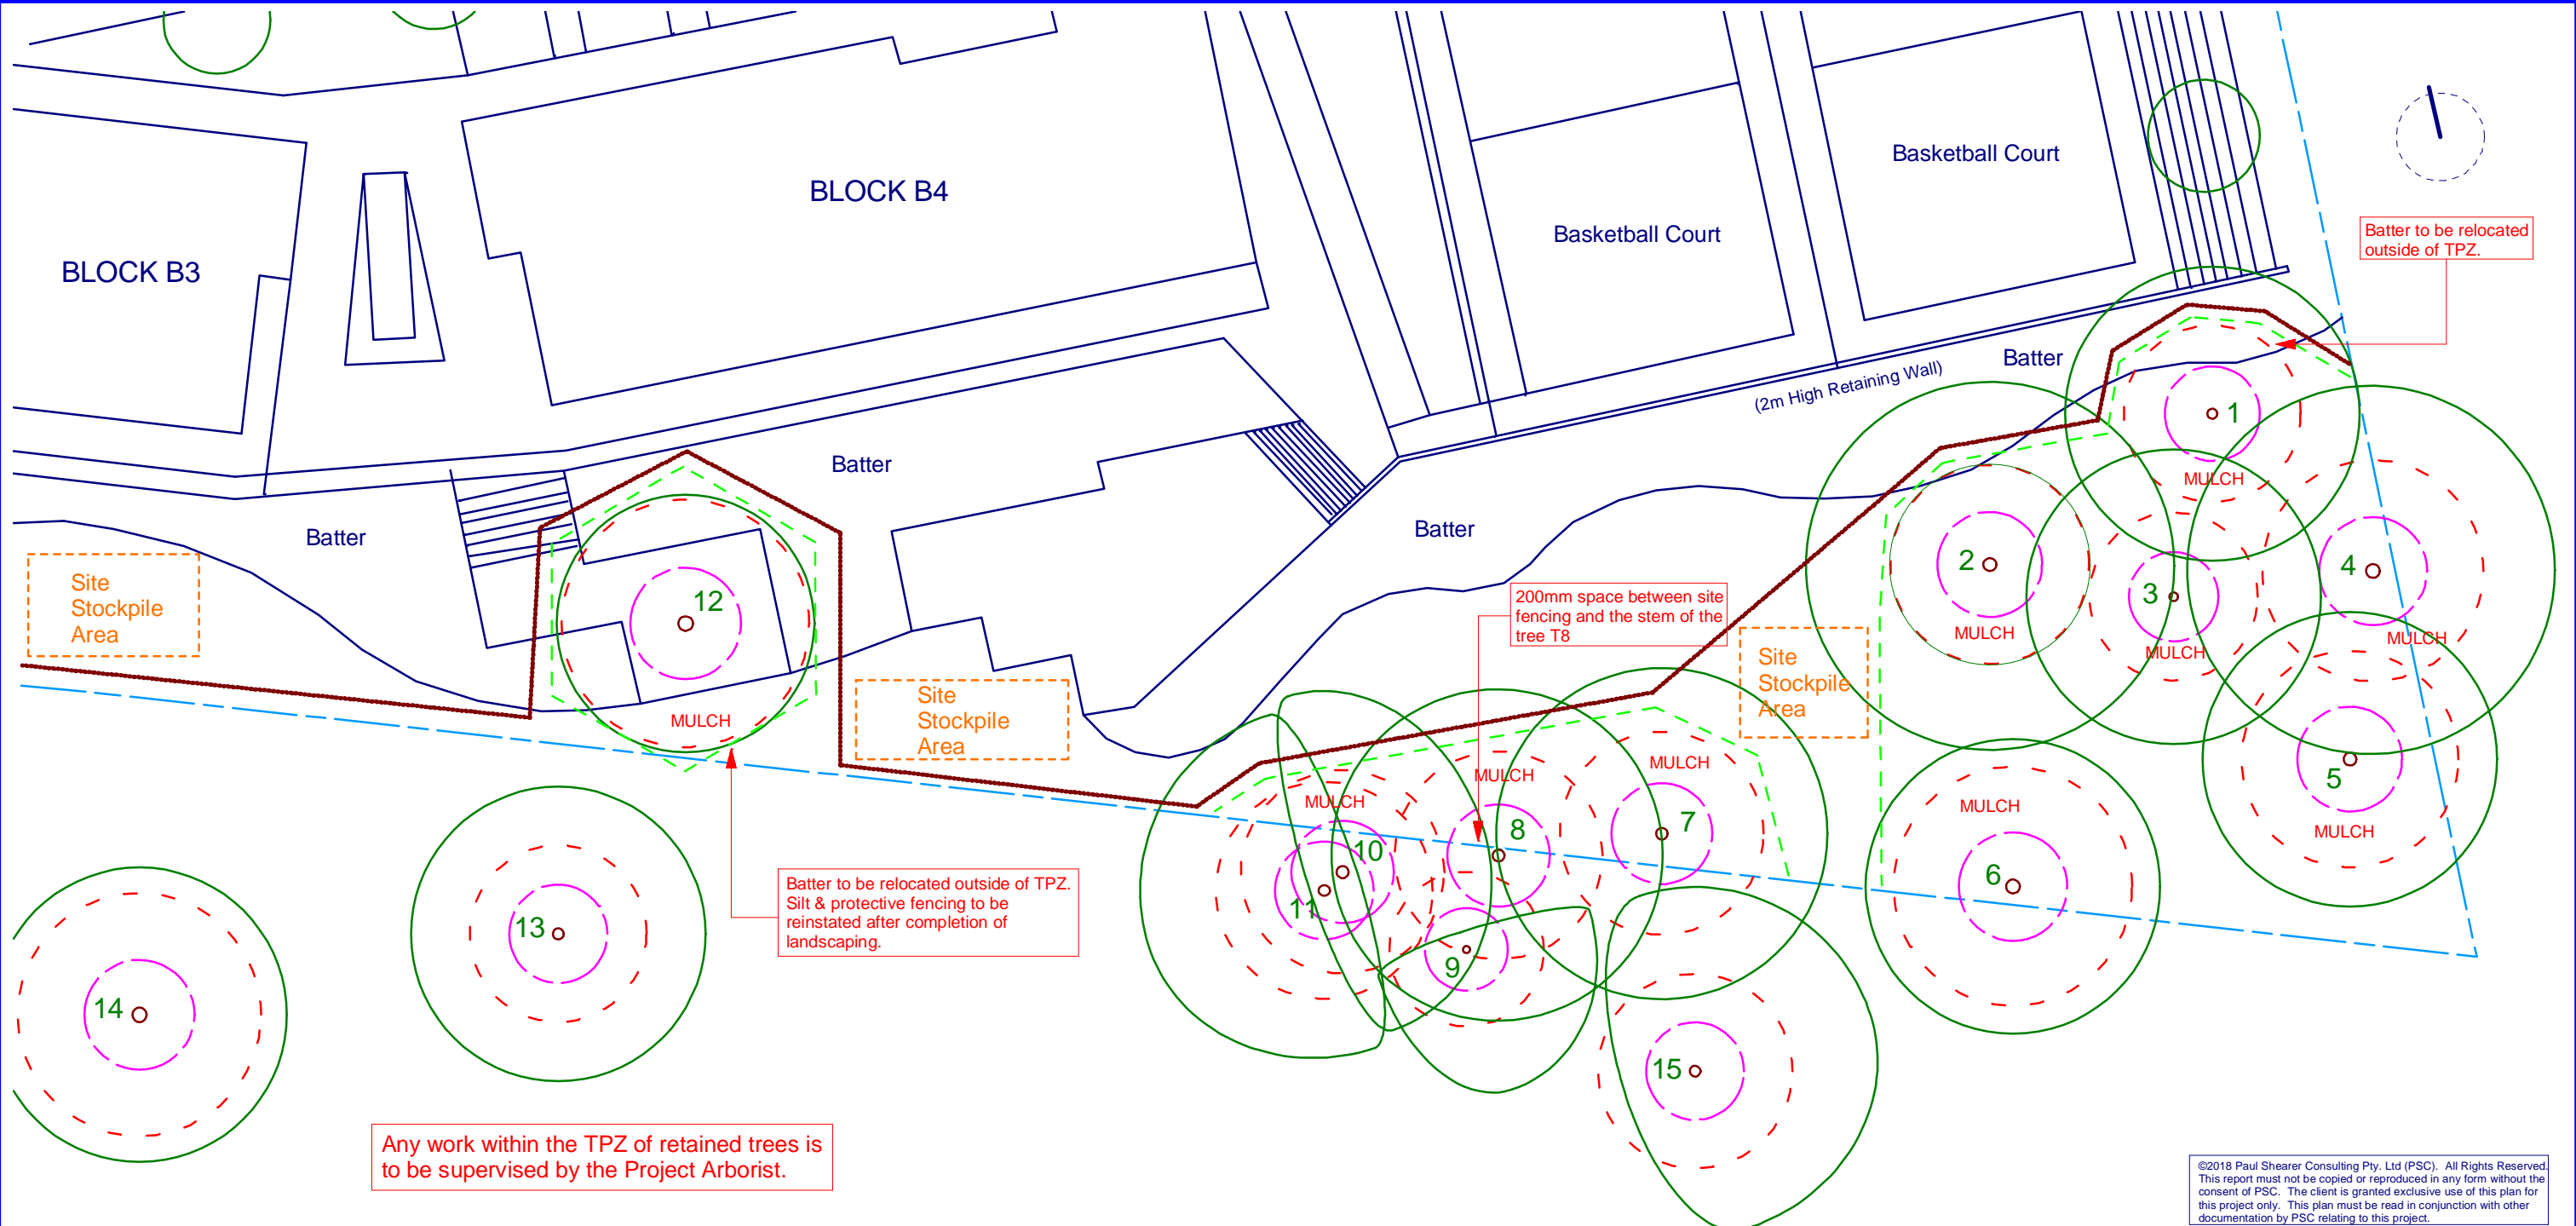 BLOCK B4
Basketball Court
Basketball Court
Batter to be relocated
outside of TPZ.
BLOCK B3
(2m High Retaining Wall)
Batter
1
MULCH
Batter
Batter
Batter
Site
Stockpile
Area
12
MULCH
200mm space between site
fencing and the stem of the
tree T8
2
MULCH
3
MULCH
4
MULCH
Site
Stockpile
Area
Site
Stockpile
Area
5
MULCH
MULCH
7
MULCH
8
MULCH
10
11
9
MULCH
6
Batter to be relocated outside of TPZ.
Silt & protective fencing to be
reinstated after completion of
landscaping.
13
14
15
Any work within the TPZ of retained trees is
to be supervised by the Project Arborist.
©2018 Paul Shearer Consulting Pty. Ltd (PSC).  All Rights Reserved.
This report must not be copied or reproduced in any form without the
consent of PSC.  The client is granted exclusive use of this plan for
this project only.  This plan must be read in conjunction with other
documentation by PSC relating to this project.